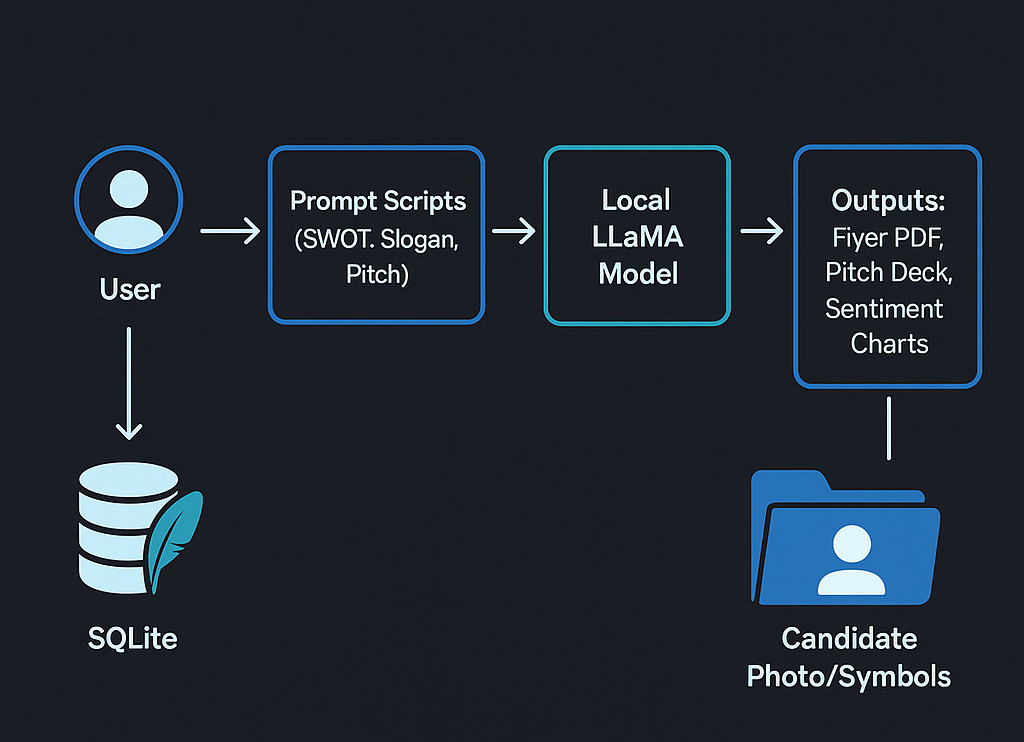 User
Prompt Scripts
(SWOT. Slogan,
Pitch)
Local
LLaMA
Model
Outputs:
Fiyer PDF,
Pitch Deck,
Sentiment
Charts
SQLite
Candidate
Photo/Symbols